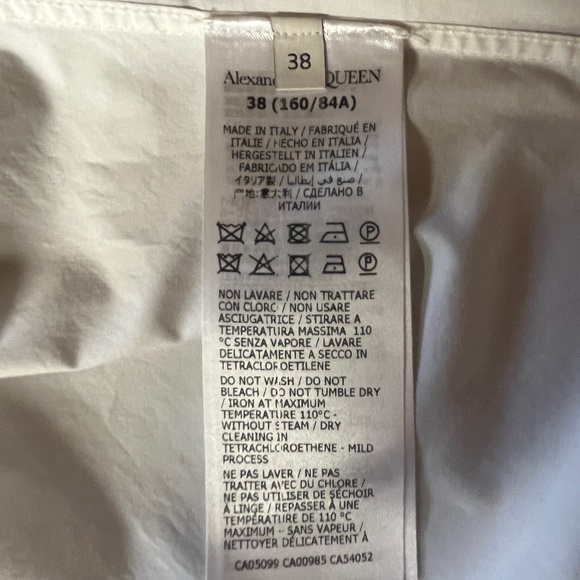 38
Alexan QUEEN
38 (160/84A)
MADE IN ITALY / FABRIQUÉ EN
ITALIE / HECHO EN ITALIA /
HERGESTELLT IN ITALIEN /
FABRICADO EM ITÁLIA /
イタリア製 / صنع في إيطاليا /
产地:意大利 / СДЕЛАНО В
ИТАЛИИ
P P
NON LAVARE / NON TRATTARE
CON CLORO / NON USARE
ASCIUGATRICE / STIRARE A
TEMPERATURA MASSIMA 110
°C SENZA VAPORE / LAVARE
DELICATAMENTE A SECCO IN
TETRACLOROETILENE
DO NOT WASH / DO NOT
BLEACH / DO NOT TUMBLE DRY
/ IRON AT MAXIMUM
TEMPERATURE 110°C -
WITHOUT STEAM / DRY
CLEANING IN
TETRACHLOROETHENE - MILD
PROCESS
NE PAS LAVER / NE PAS
TRAITER AVEC DU CHLORE /
NE PAS UTILISER DE SÉCHOIR
À LINGE / REPASSER À UNE
TEMPÉRATURE DE 110 °C
MAXIMUM - SANS VAPEUR /
NETTOYER DÉLICATEMENT À
CA05099 CA00985 CA54052